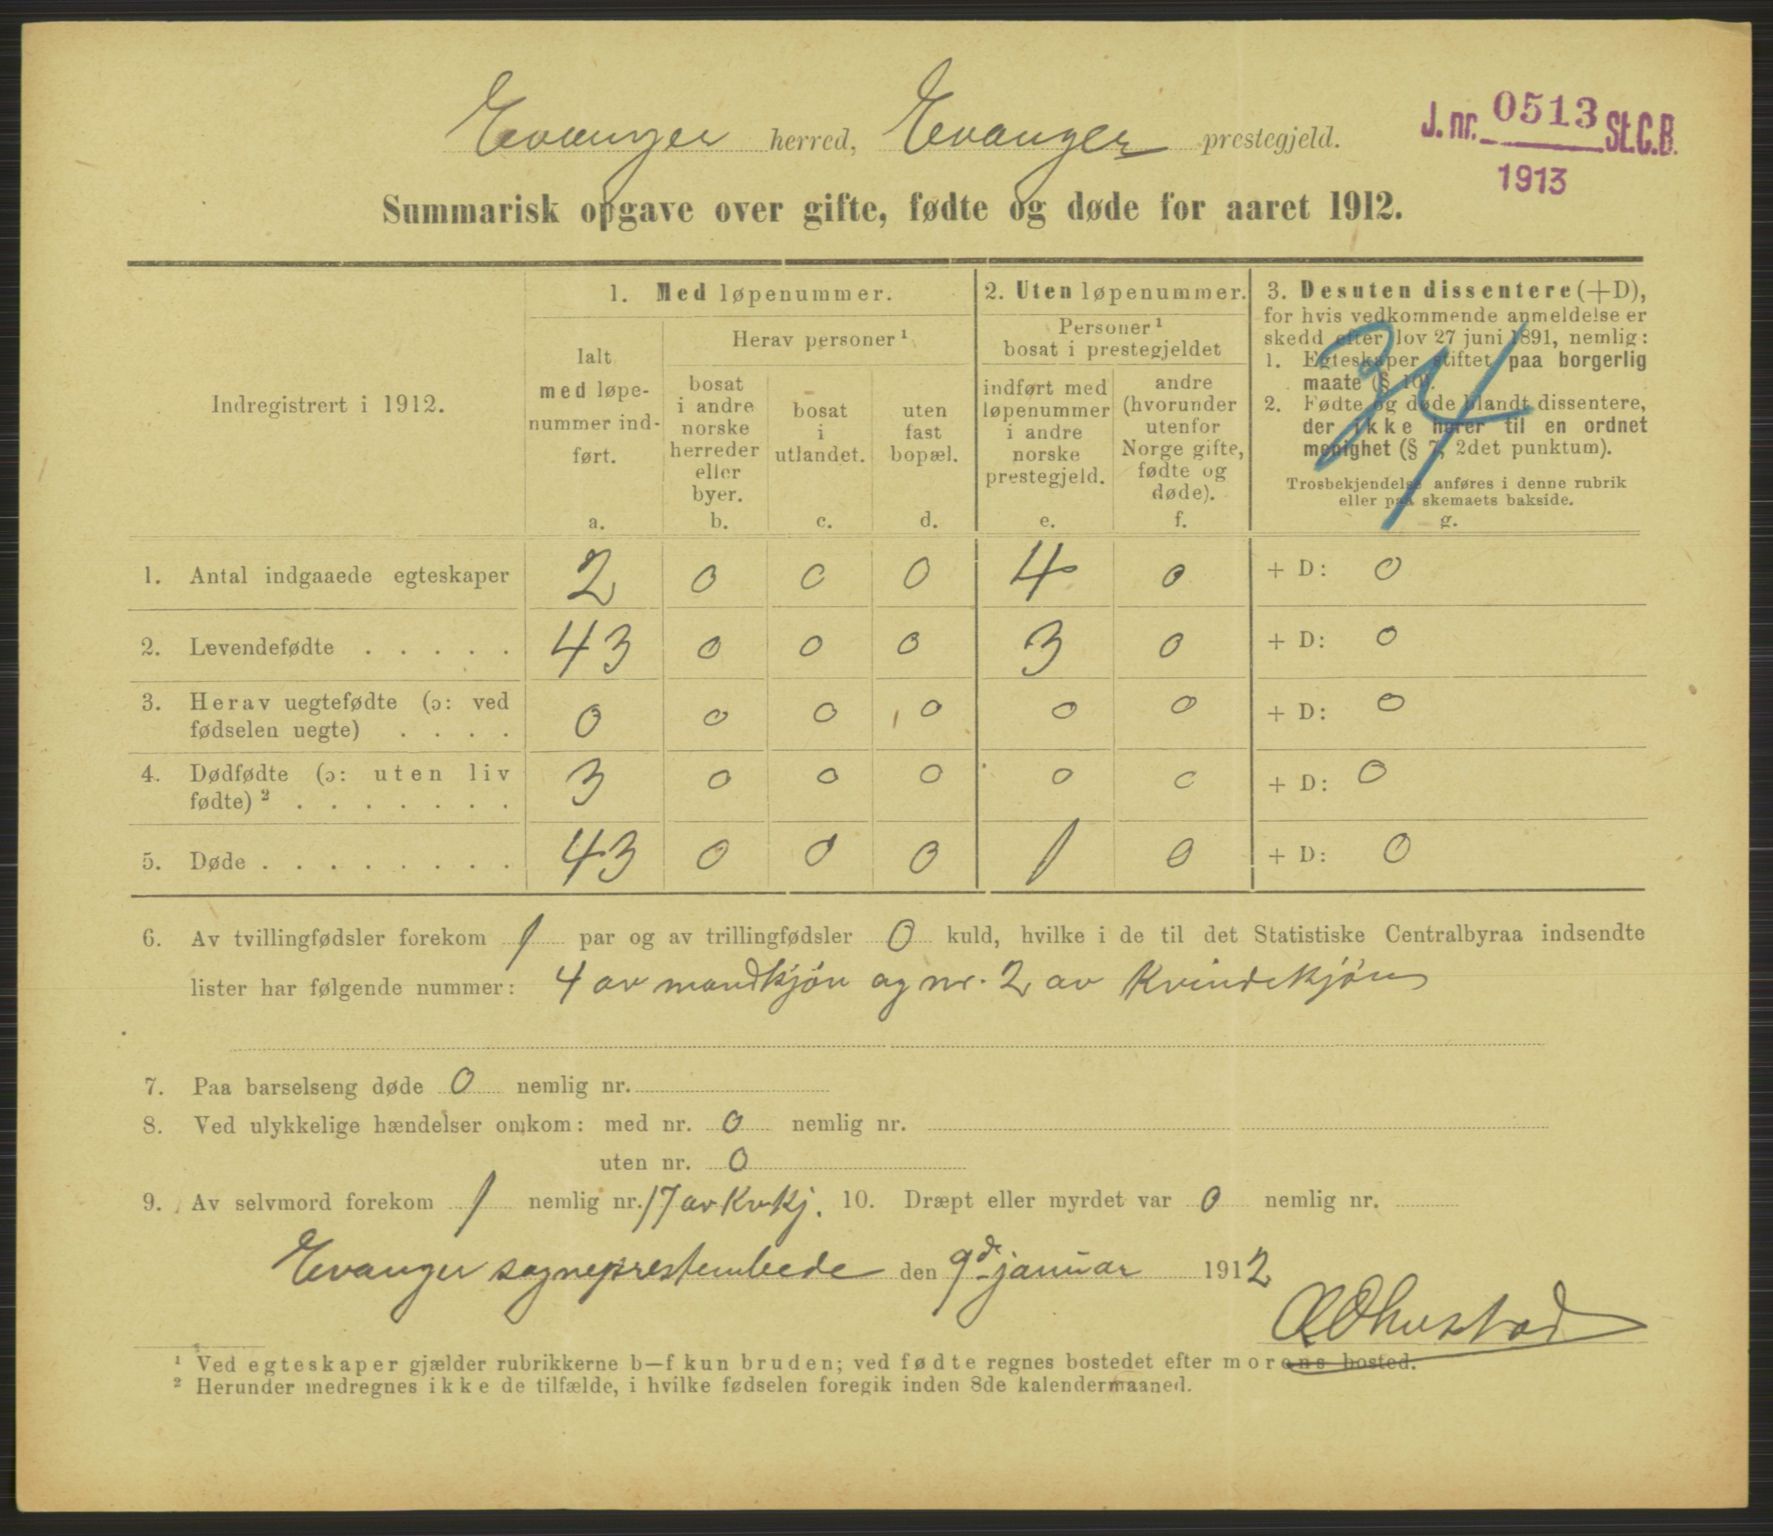 Evanger herred, Evanger prestegjeld.
J. nr. 0513 St.C.B.
1913
Summarisk opgave over gifte, fødte og døde for aaret 1912.
Indregistrert i 1912.
1. Med løpenummer.
Ialt
med løpe-
nummer ind-
ført.
a.
Herav personer ¹
bosat
i andre
norske
herreder
eller
byer.
b.
bosat
i
utlandet.
c.
uten
fast
bopæl.
d.
2. Uten løpenummer.
Personer ¹
bosat i prestegjeldet
indført med
løpenummer
i andre
norske
prestegjeld.
e.
andre
(hvorunder
utenfor
Norge gifte,
fødte og
døde).
f.
3. Desuten dissentere (+D),
for hvis vedkommende anmeldelse er
skedd efter lov 27 juni 1891, nemlig:
1. Egteskaper stiftet paa borgerlig
maate (§ 10).
2. Fødte og døde blandt dissentere,
der ikke hører til en ordnet
menighet (§ 7, 2det punktum).
Trosbekjendelse anføres i denne rubrik
eller paa skemaets bakside.
g.
1. Antal indgaaede egteskaper 2 0 0 0 4 0 + D: 0
2. Levendefødte . . . . . 43 0 0 0 3 0 + D: 0
3. Herav uegtefødte (ɔ: ved
fødselen uegte) . . . . 0 0 0 0 0 0 + D: 0
4. Dødfødte (ɔ: uten liv
fødte) ² . . . . . . . 3 0 0 0 0 0 + D: 0
5. Døde . . . . . . . . 43 0 0 0 1 0 + D: 0
6. Av tvillingfødsler forekom 1 par og av trillingfødsler 0 kuld, hvilke i de til det Statistiske Centralbyraa indsendte
lister har følgende nummer: 4 av mandkjøn og nr. 2 av Kvindekjøn
7. Paa barselseng døde 0 nemlig nr.
8. Ved ulykkelige hændelser omkom: med nr. 0 nemlig nr.
uten nr. 0
9. Av selvmord forekom 1 nemlig nr. 17 av Kvkj. 10. Dræpt eller myrdet var 0 nemlig nr.
Evanger sogneprestembede den 9d januar 1912
¹ Ved egteskaper gjælder rubrikkerne b—f kun bruden; ved fødte regnes bostedet efter morens bosted.
² Herunder medregnes ikke de tilfælde, i hvilke fødselen foregik inden 8de kalendermaaned.